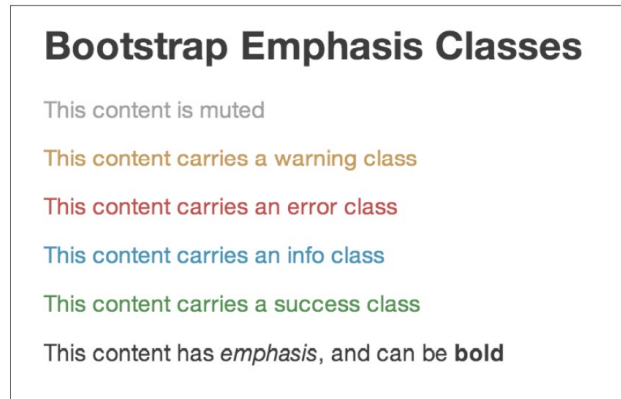 Bootstrap Emphasis Classes
This content is muted
This content carries a warning class
This content carries an error class
This content carries an info class
This content carries a success class
This content has emphasis, and can be bold